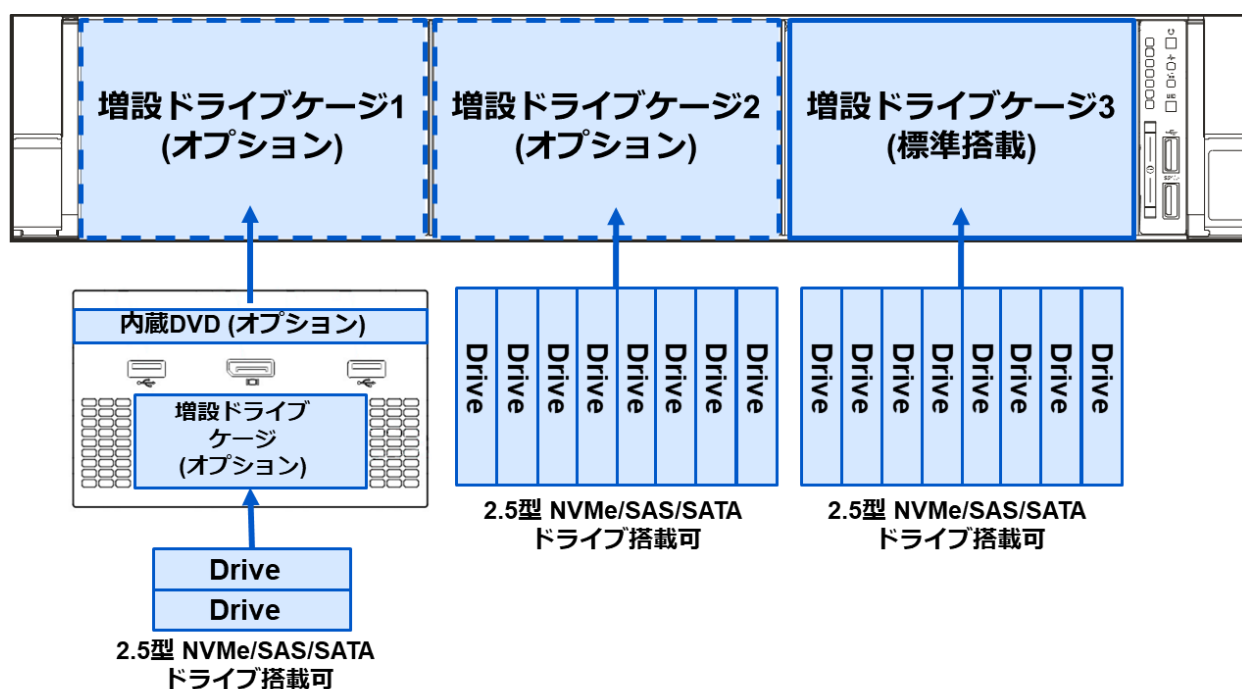 増設ドライブケージ1
(オプション)
増設ドライブケージ2
(オプション)
増設ドライブケージ3
(標準搭載)
内蔵DVD (オプション)
増設ドライブ
ケージ
(オプション)
Drive
Drive
2.5型 NVMe/SAS/SATA
ドライブ搭載可
Drive
Drive
Drive
Drive
Drive
Drive
Drive
Drive
2.5型 NVMe/SAS/SATA
ドライブ搭載可
Drive
Drive
Drive
Drive
Drive
Drive
Drive
Drive
2.5型 NVMe/SAS/SATA
ドライブ搭載可